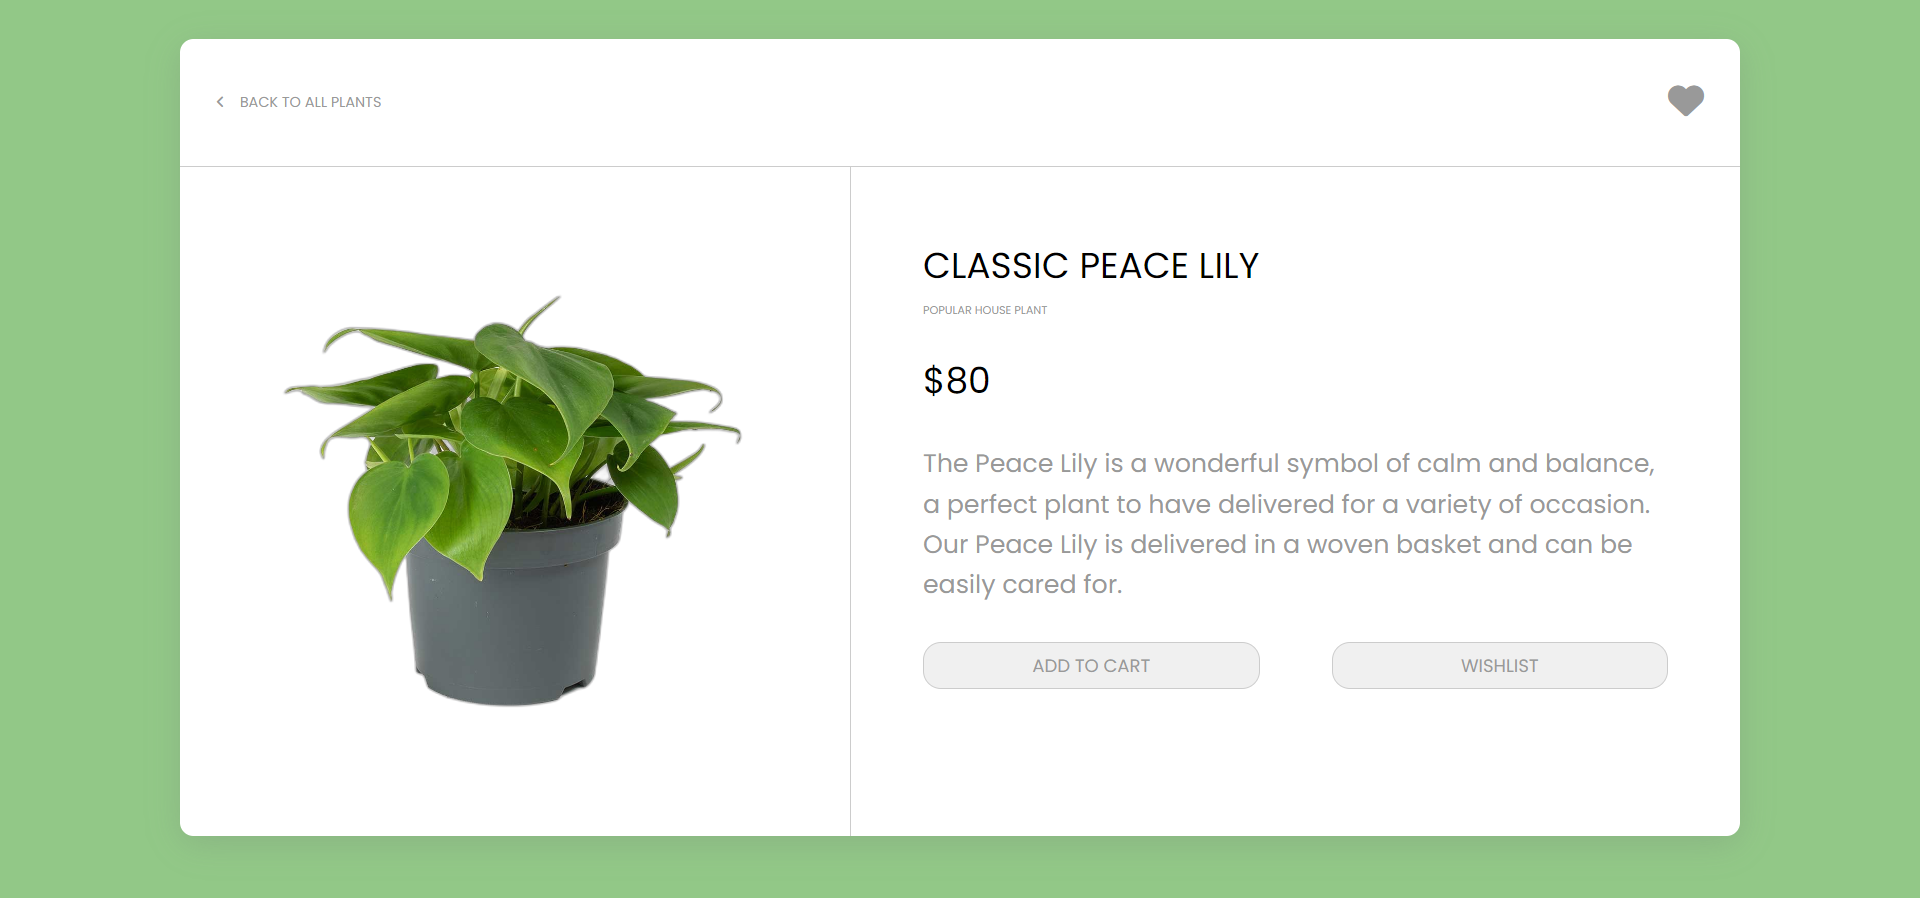 BACK TO ALL PLANTS
CLASSIC PEACE LILY
POPULAR HOUSE PLANT
$80
The Peace Lily is a wonderful symbol of calm and balance,
a perfect plant to have delivered for a variety of occasion.
Our Peace Lily is delivered in a woven basket and can be
easily cared for.
ADD TO CART
WISHLIST